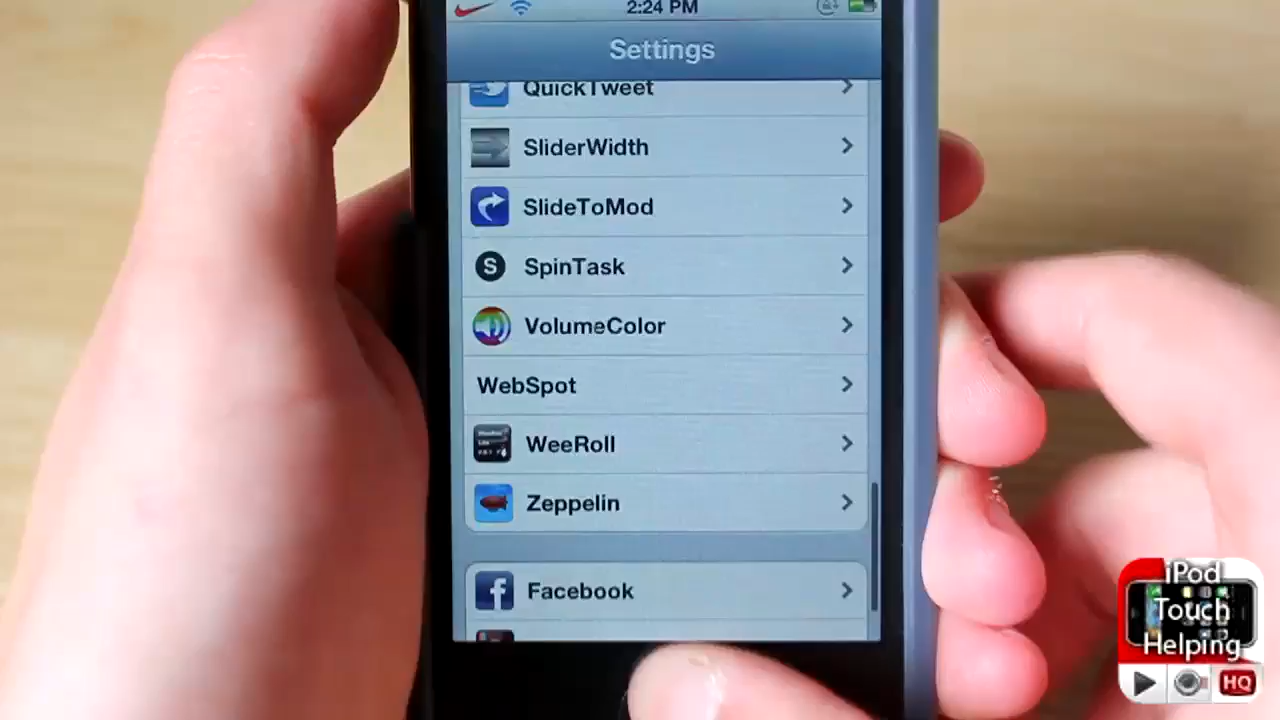 2:24 PM
Settings
QuickTweet
SliderWidth
SlideToMod
S
SpinTask
VolumeColor
WebSpot
WeeRoll
Zeppelin
f
Facebook
iPod
Touch
Helping
HQ